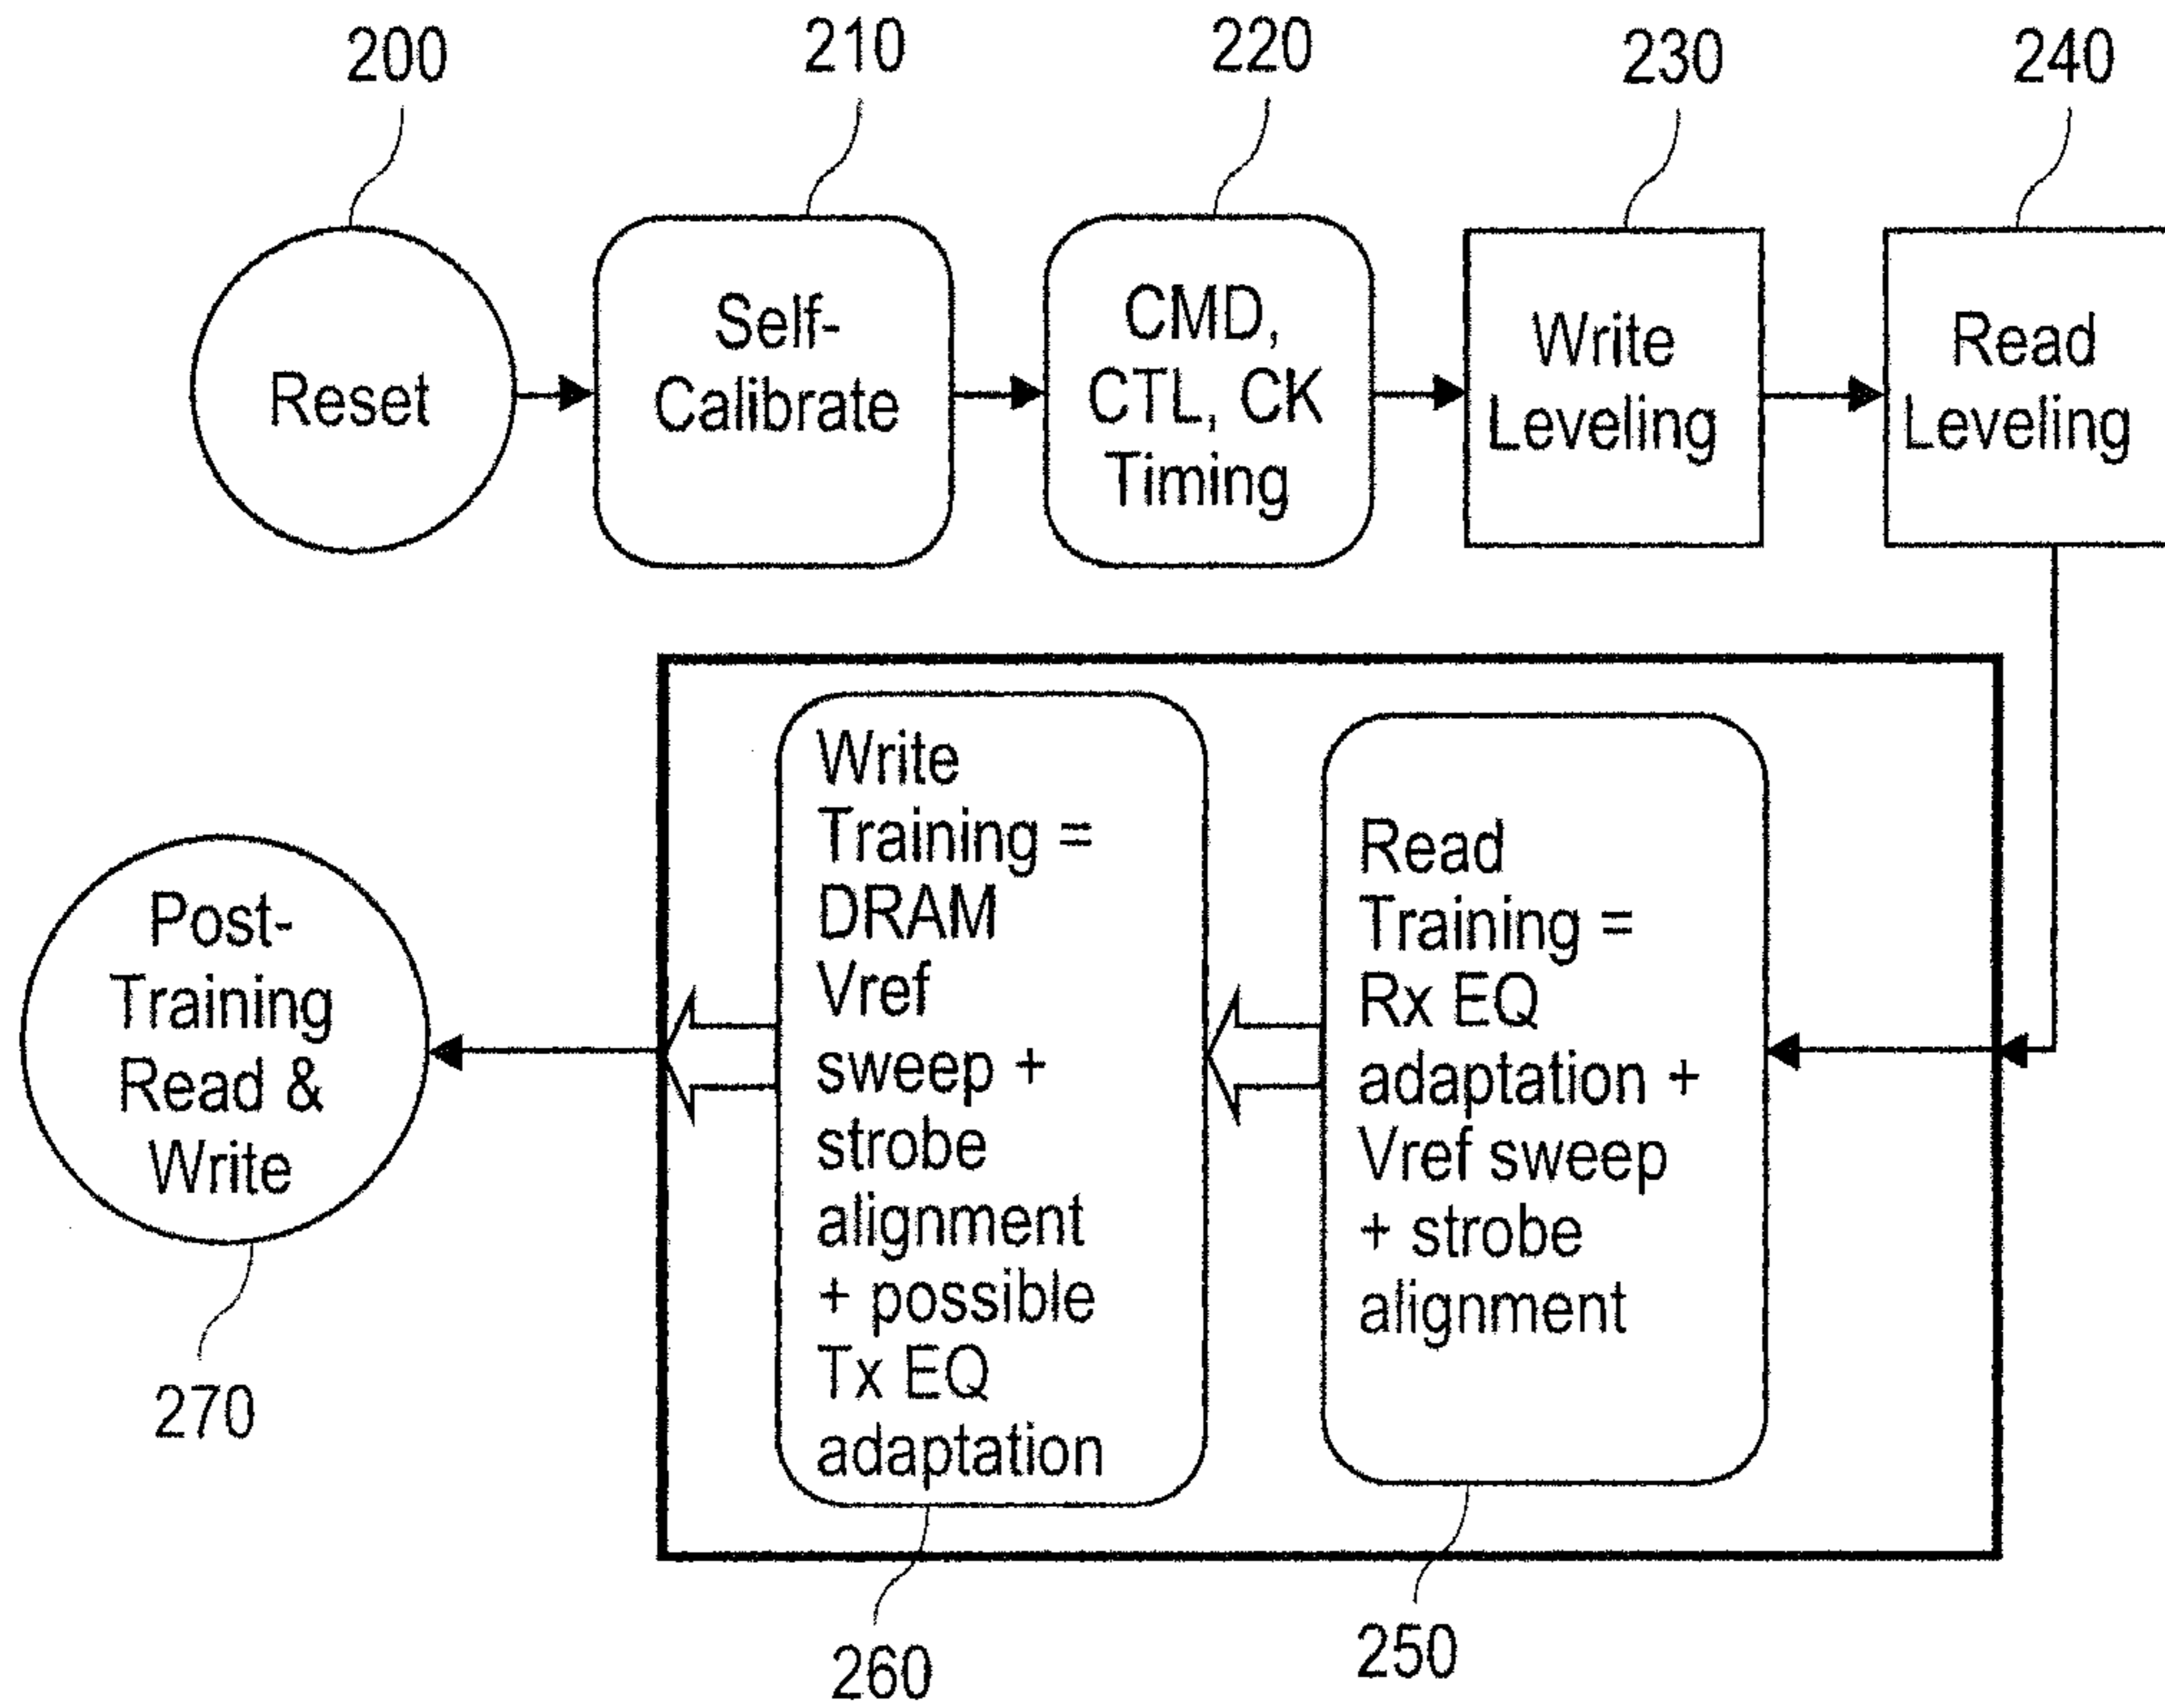 200
210
220
230
240
Reset
Self-
Calibrate
CMD,
CTL, CK
Timing
Write
Leveling
Read
Leveling
Write
Training =
DRAM
Vref
sweep +
strobe
alignment
+ possible
Tx EQ
adaptation
Read
Training =
Rx EQ
adaptation +
Vref sweep
+ strobe
alignment
Post-
Training
Read &
Write
270
260
250